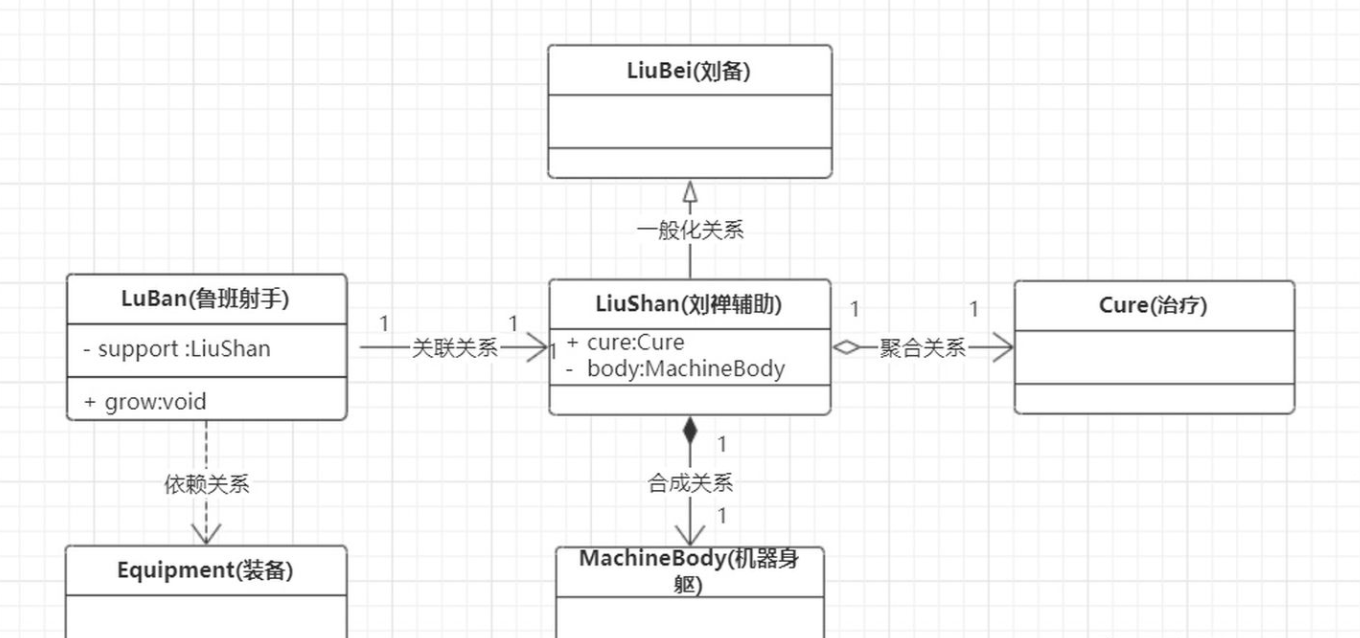 LiuBei(刘备)
一般化关系
LuBan(鲁班射手)
- support :LiuShan
+ grow:void
1
关联关系
1
1
LiuShan(刘禅辅助)
+ cure:Cure
- body:MachineBody
1
聚合关系
1
Cure(治疗)
依赖关系
1
合成关系
1
Equipment(装备)
MachineBody(机器身
躯)